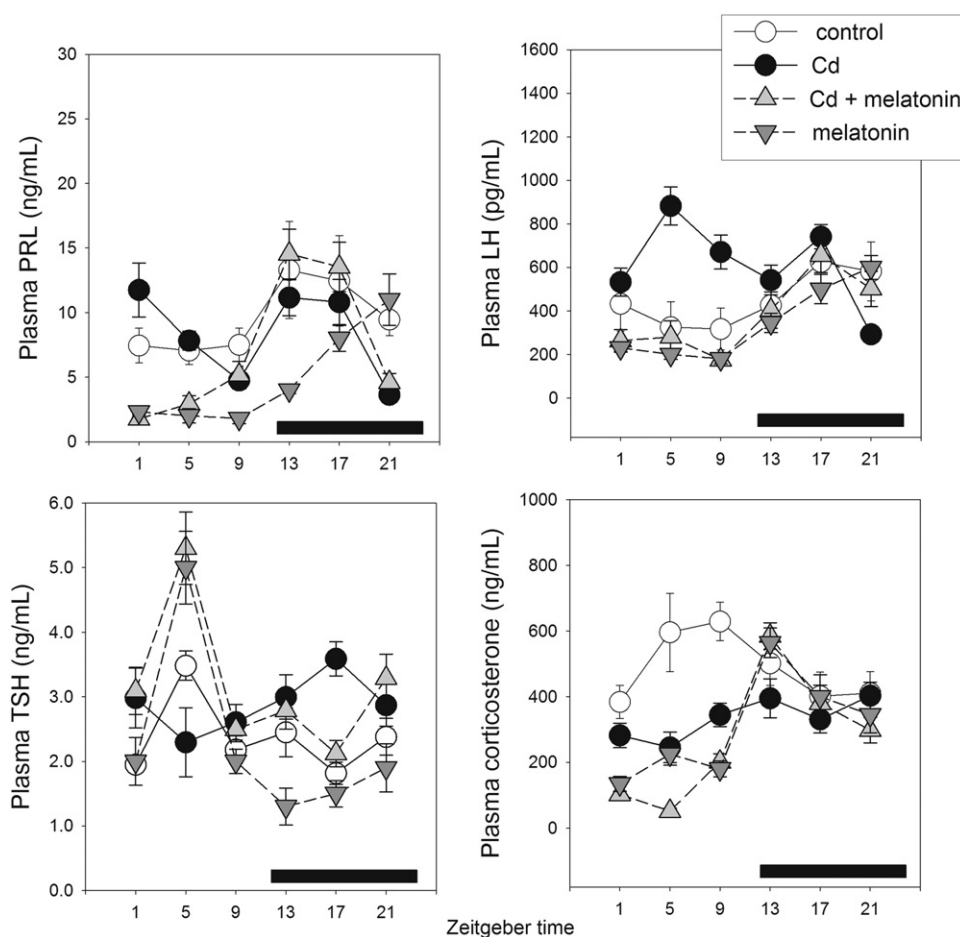 control
Cd
Cd + melatonin
melatonin
Plasma PRL (ng/mL)
30
25
20
15
10
5
0
1 5 9 13 17 21
Plasma LH (pg/mL)
1600
1400
1200
1000
800
600
400
200
0
1 5 9 13 17 21
Plasma TSH (ng/mL)
6.0
5.0
4.0
3.0
2.0
1.0
0.0
1 5 9 13 17 21
Plasma corticosterone (ng/mL)
1000
800
600
400
200
0
1 5 9 13 17 21
Zeitgeber time